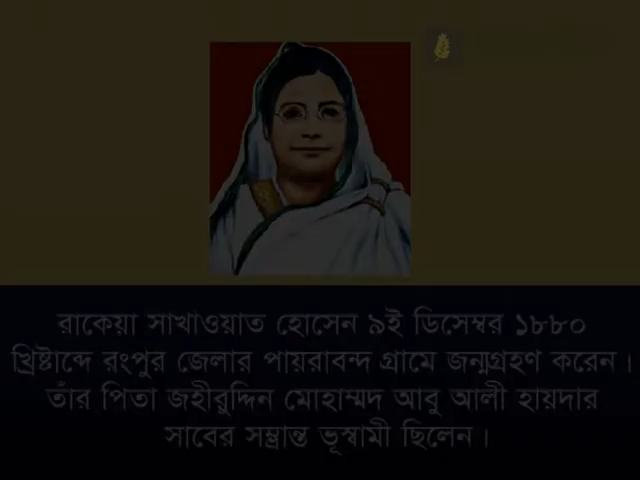 রাকেয়া সাখাওয়াত হোসেন ৯ই ডিসেম্বর ১৮৮০
খ্রিষ্টাব্দে রংপুর জেলার পায়রাবন্দ গ্রামে জন্মগ্রহণ করেন।
তাঁর পিতা জহীরুদ্দিন মোহাম্মদ আবু আলী হায়দার
সাবের সম্ভ্রান্ত ভূস্বামী ছিলেন।